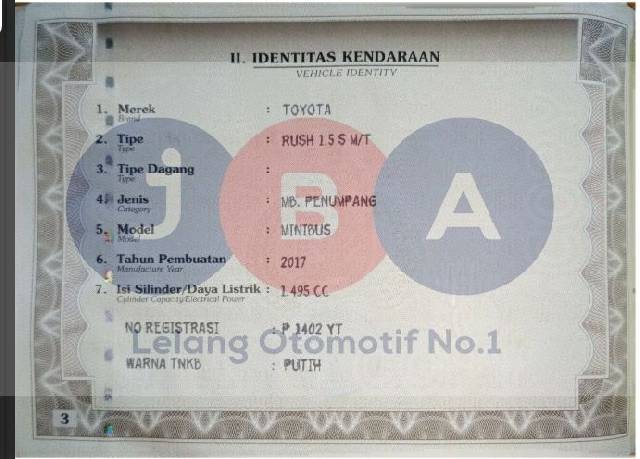 II. IDENTITAS KENDARAAN
VEHICLE IDENTITY
1. Merek : TOYOTA
Brand
2. Tipe : RUSH 1.5 S M/T
Type
3. Tipe Dagang :
Type
4. Jenis : MB. PENUMPANG
Category
5. Model : MINIBUS
Model
6. Tahun Pembuatan : 2017
Manufacture Year
7. Isi Silinder/Daya Listrik : 1.495 CC
Cylinder Capacity/Electrical Power
NO REGISTRASI : P 1402 YT
WARNA TNKB : PUTIH
3
JBA
Lelang Otomotif No.1